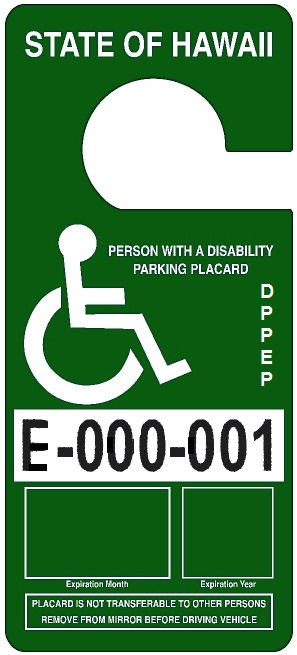 STATE OF HAWAII
PERSON WITH A DISABILITY
PARKING PLACARD
D
P
P
E
P
E-000-001
Expiration Month
Expiration Year
PLACARD IS NOT TRANSFERABLE TO OTHER PERSONS
REMOVE FROM MIRROR BEFORE DRIVING VEHICLE